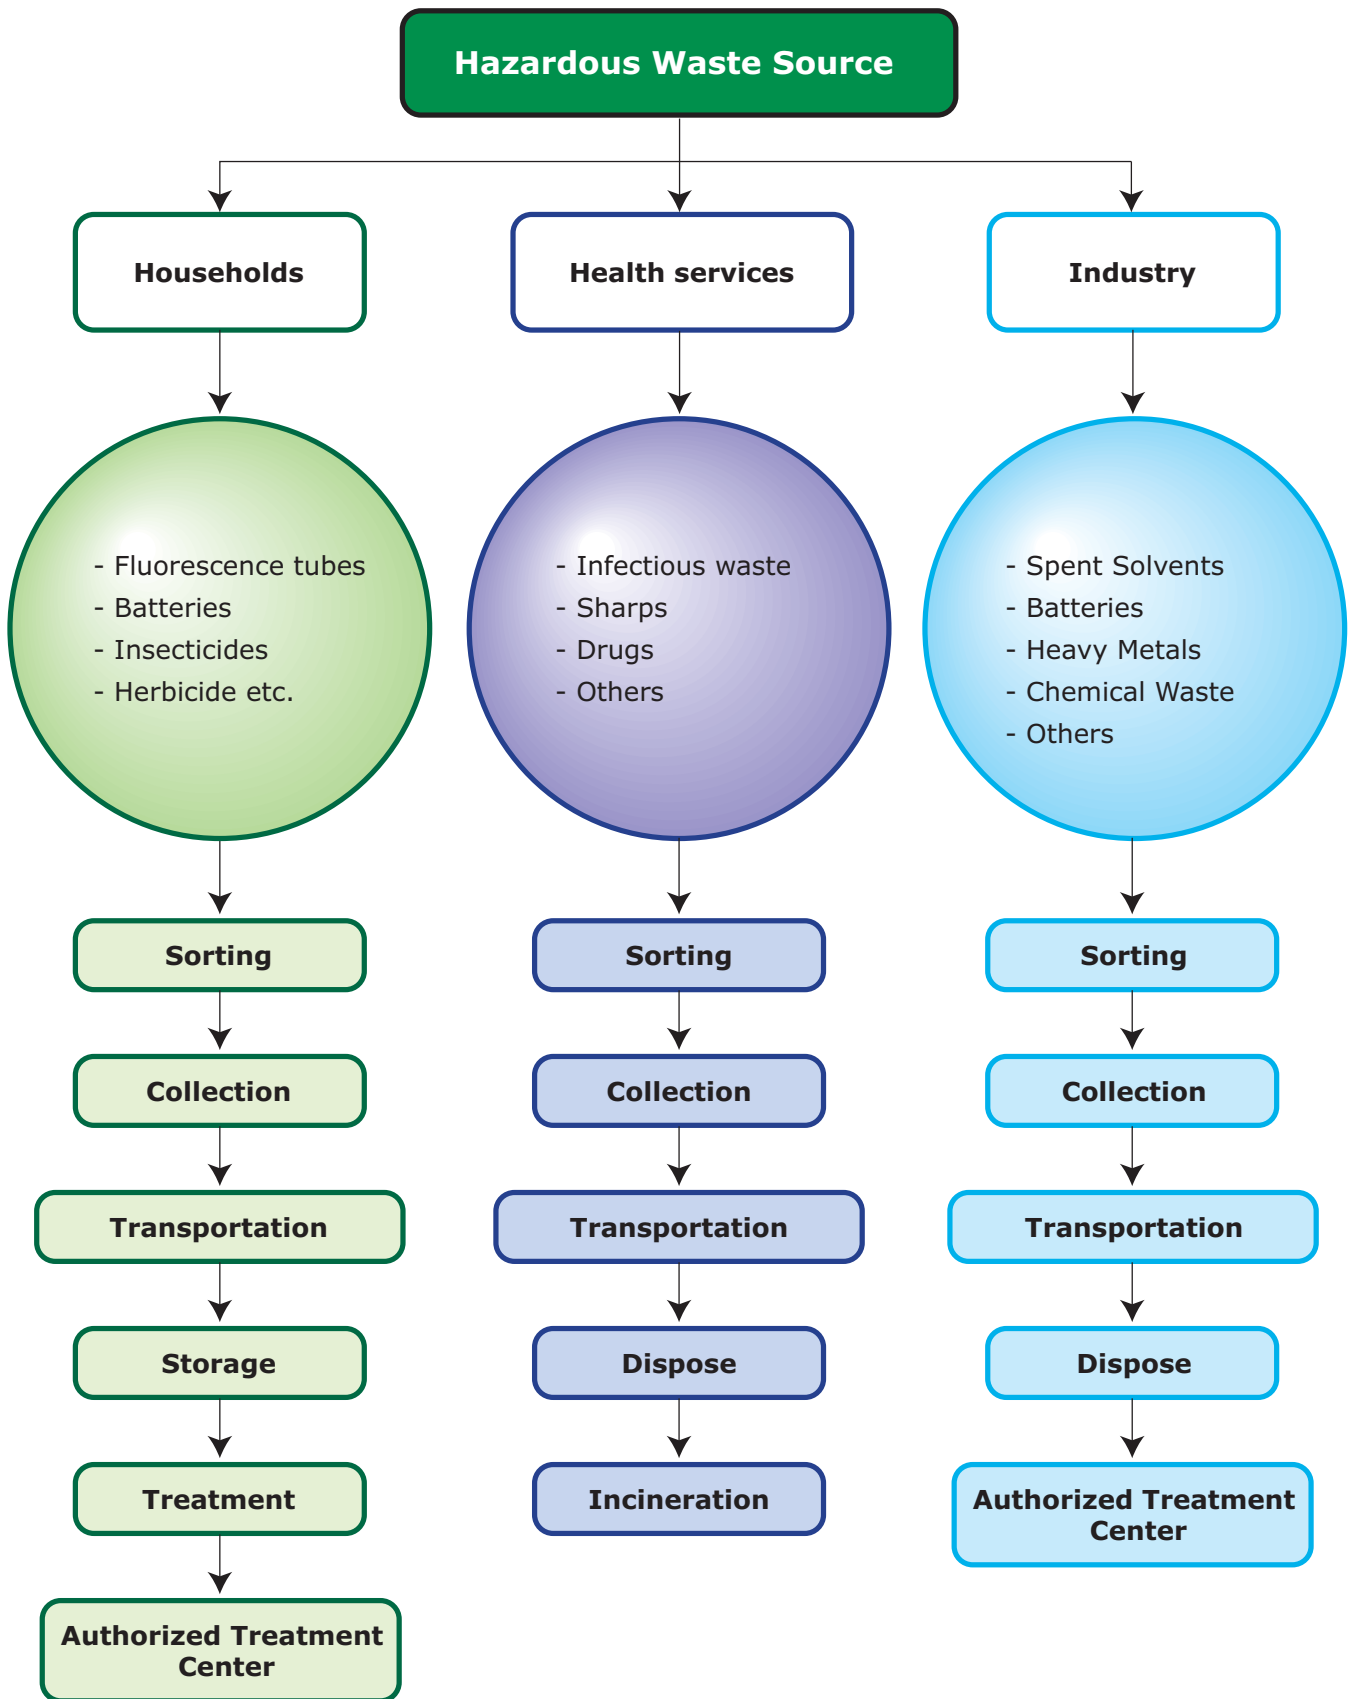 Hazardous Waste Source
Households
Health services
Industry
- Fluorescence tubes
- Batteries
- Insecticides
- Herbicide etc.
- Infectious waste
- Sharps
- Drugs
- Others
- Spent Solvents
- Batteries
- Heavy Metals
- Chemical Waste
- Others
Sorting
Sorting
Sorting
Collection
Collection
Collection
Transportation
Transportation
Transportation
Storage
Dispose
Dispose
Treatment
Incineration
Authorized Treatment
Center
Authorized Treatment
Center